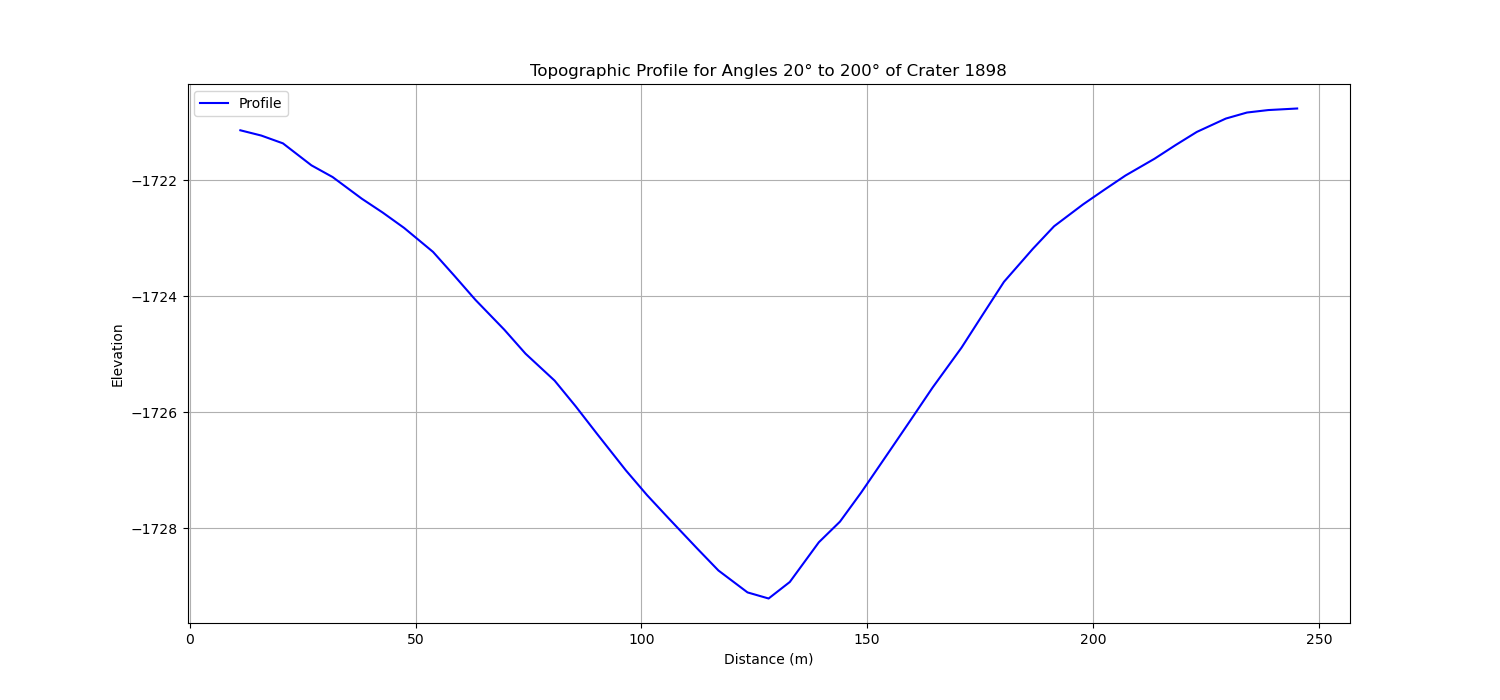 Topographic Profile for Angles 20° to 200° of Crater 1898
Profile
−1722
−1724
−1726
−1728
Elevation
0 50 100 150 200 250
Distance (m)